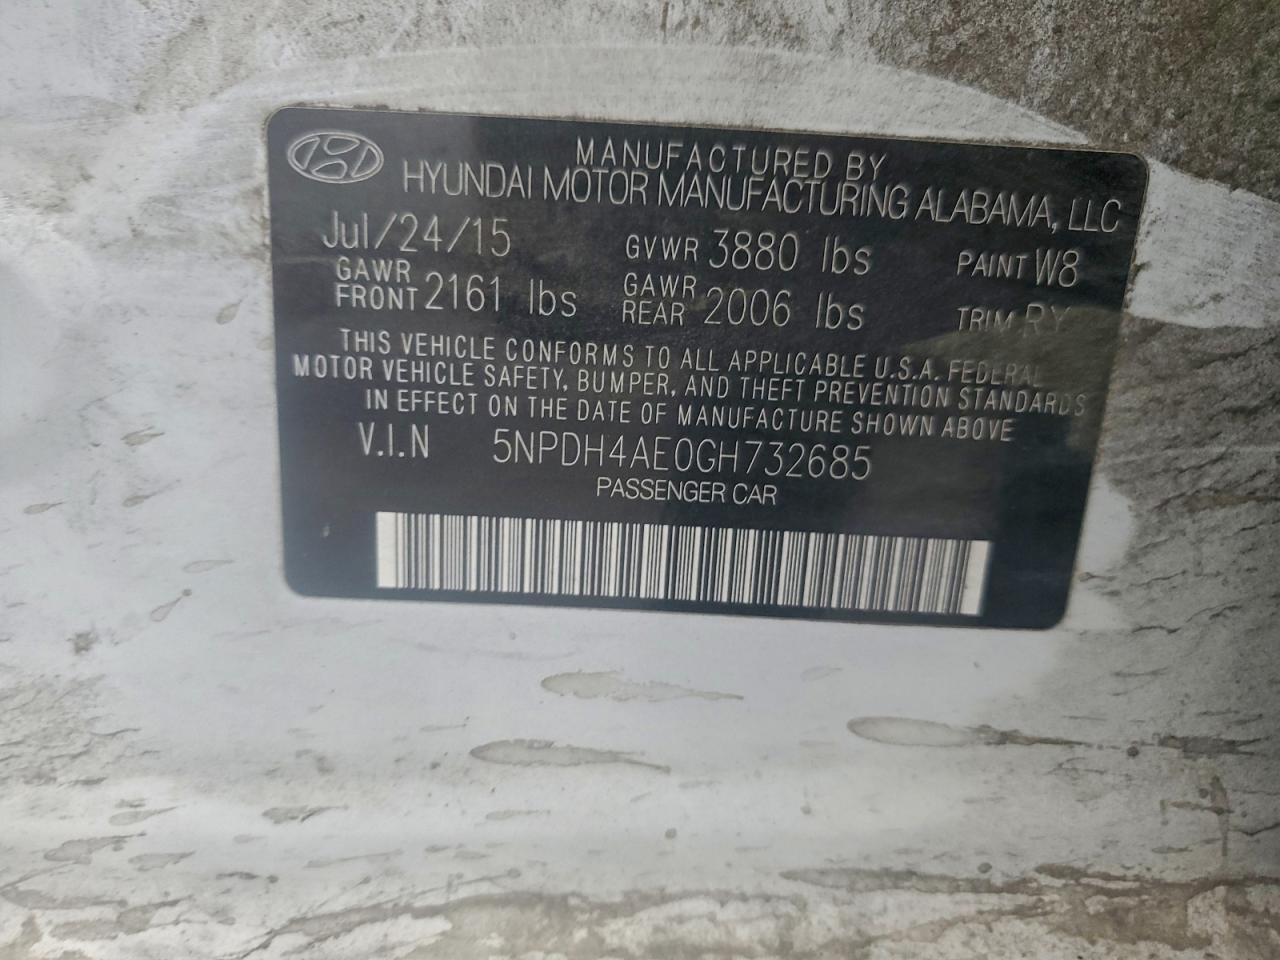 MANUFACTURED BY
HYUNDAI MOTOR MANUFACTURING ALABAMA, LLC
Jul/24/15 GVWR 3880 lbs PAINT W8
GAWR FRONT 2161 lbs GAWR REAR 2006 lbs TRIM RY
THIS VEHICLE CONFORMS TO ALL APPLICABLE U.S.A. FEDERAL
MOTOR VEHICLE SAFETY, BUMPER, AND THEFT PREVENTION STANDARDS
IN EFFECT ON THE DATE OF MANUFACTURE SHOWN ABOVE
V.I.N 5NPDH4AE0GH732685
PASSENGER CAR